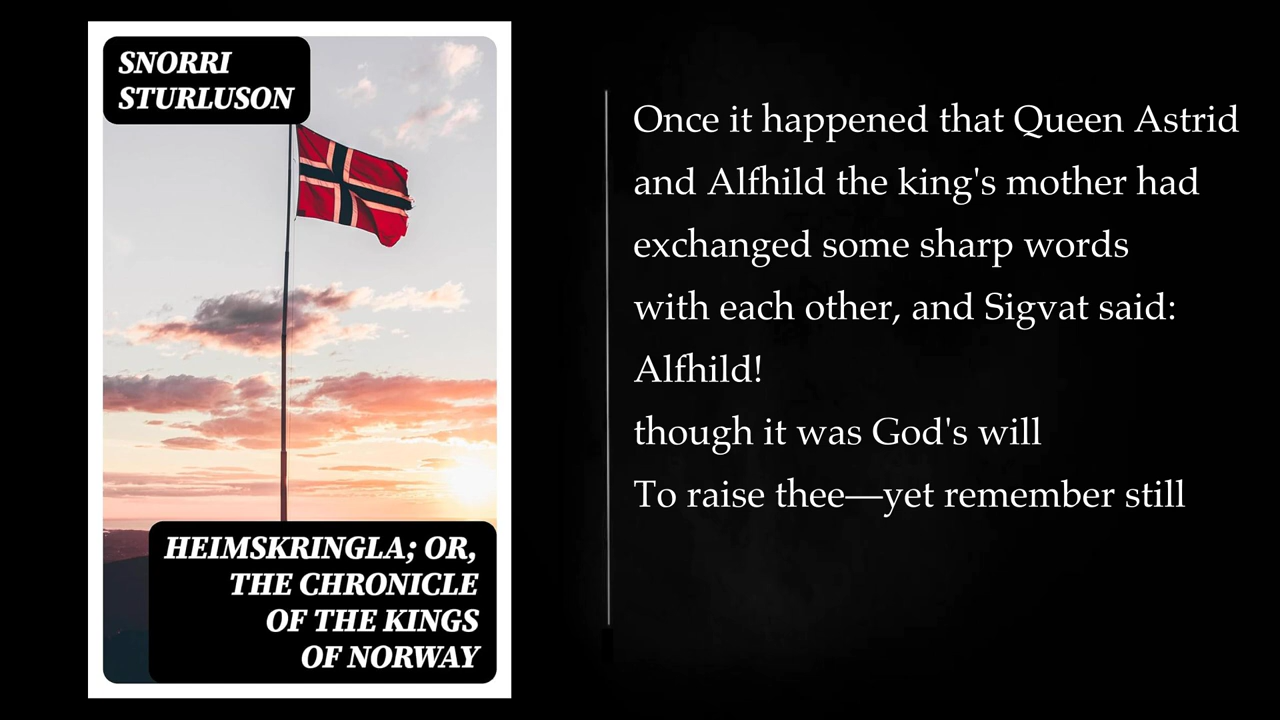 SNORRI
STURLUSON
HEIMSKRINGLA; OR,
THE CHRONICLE
OF THE KINGS
OF NORWAY
Once it happened that Queen Astrid
and Alfhild the king's mother had
exchanged some sharp words
with each other, and Sigvat said:
Alfhild!
though it was God's will
To raise thee—yet remember still